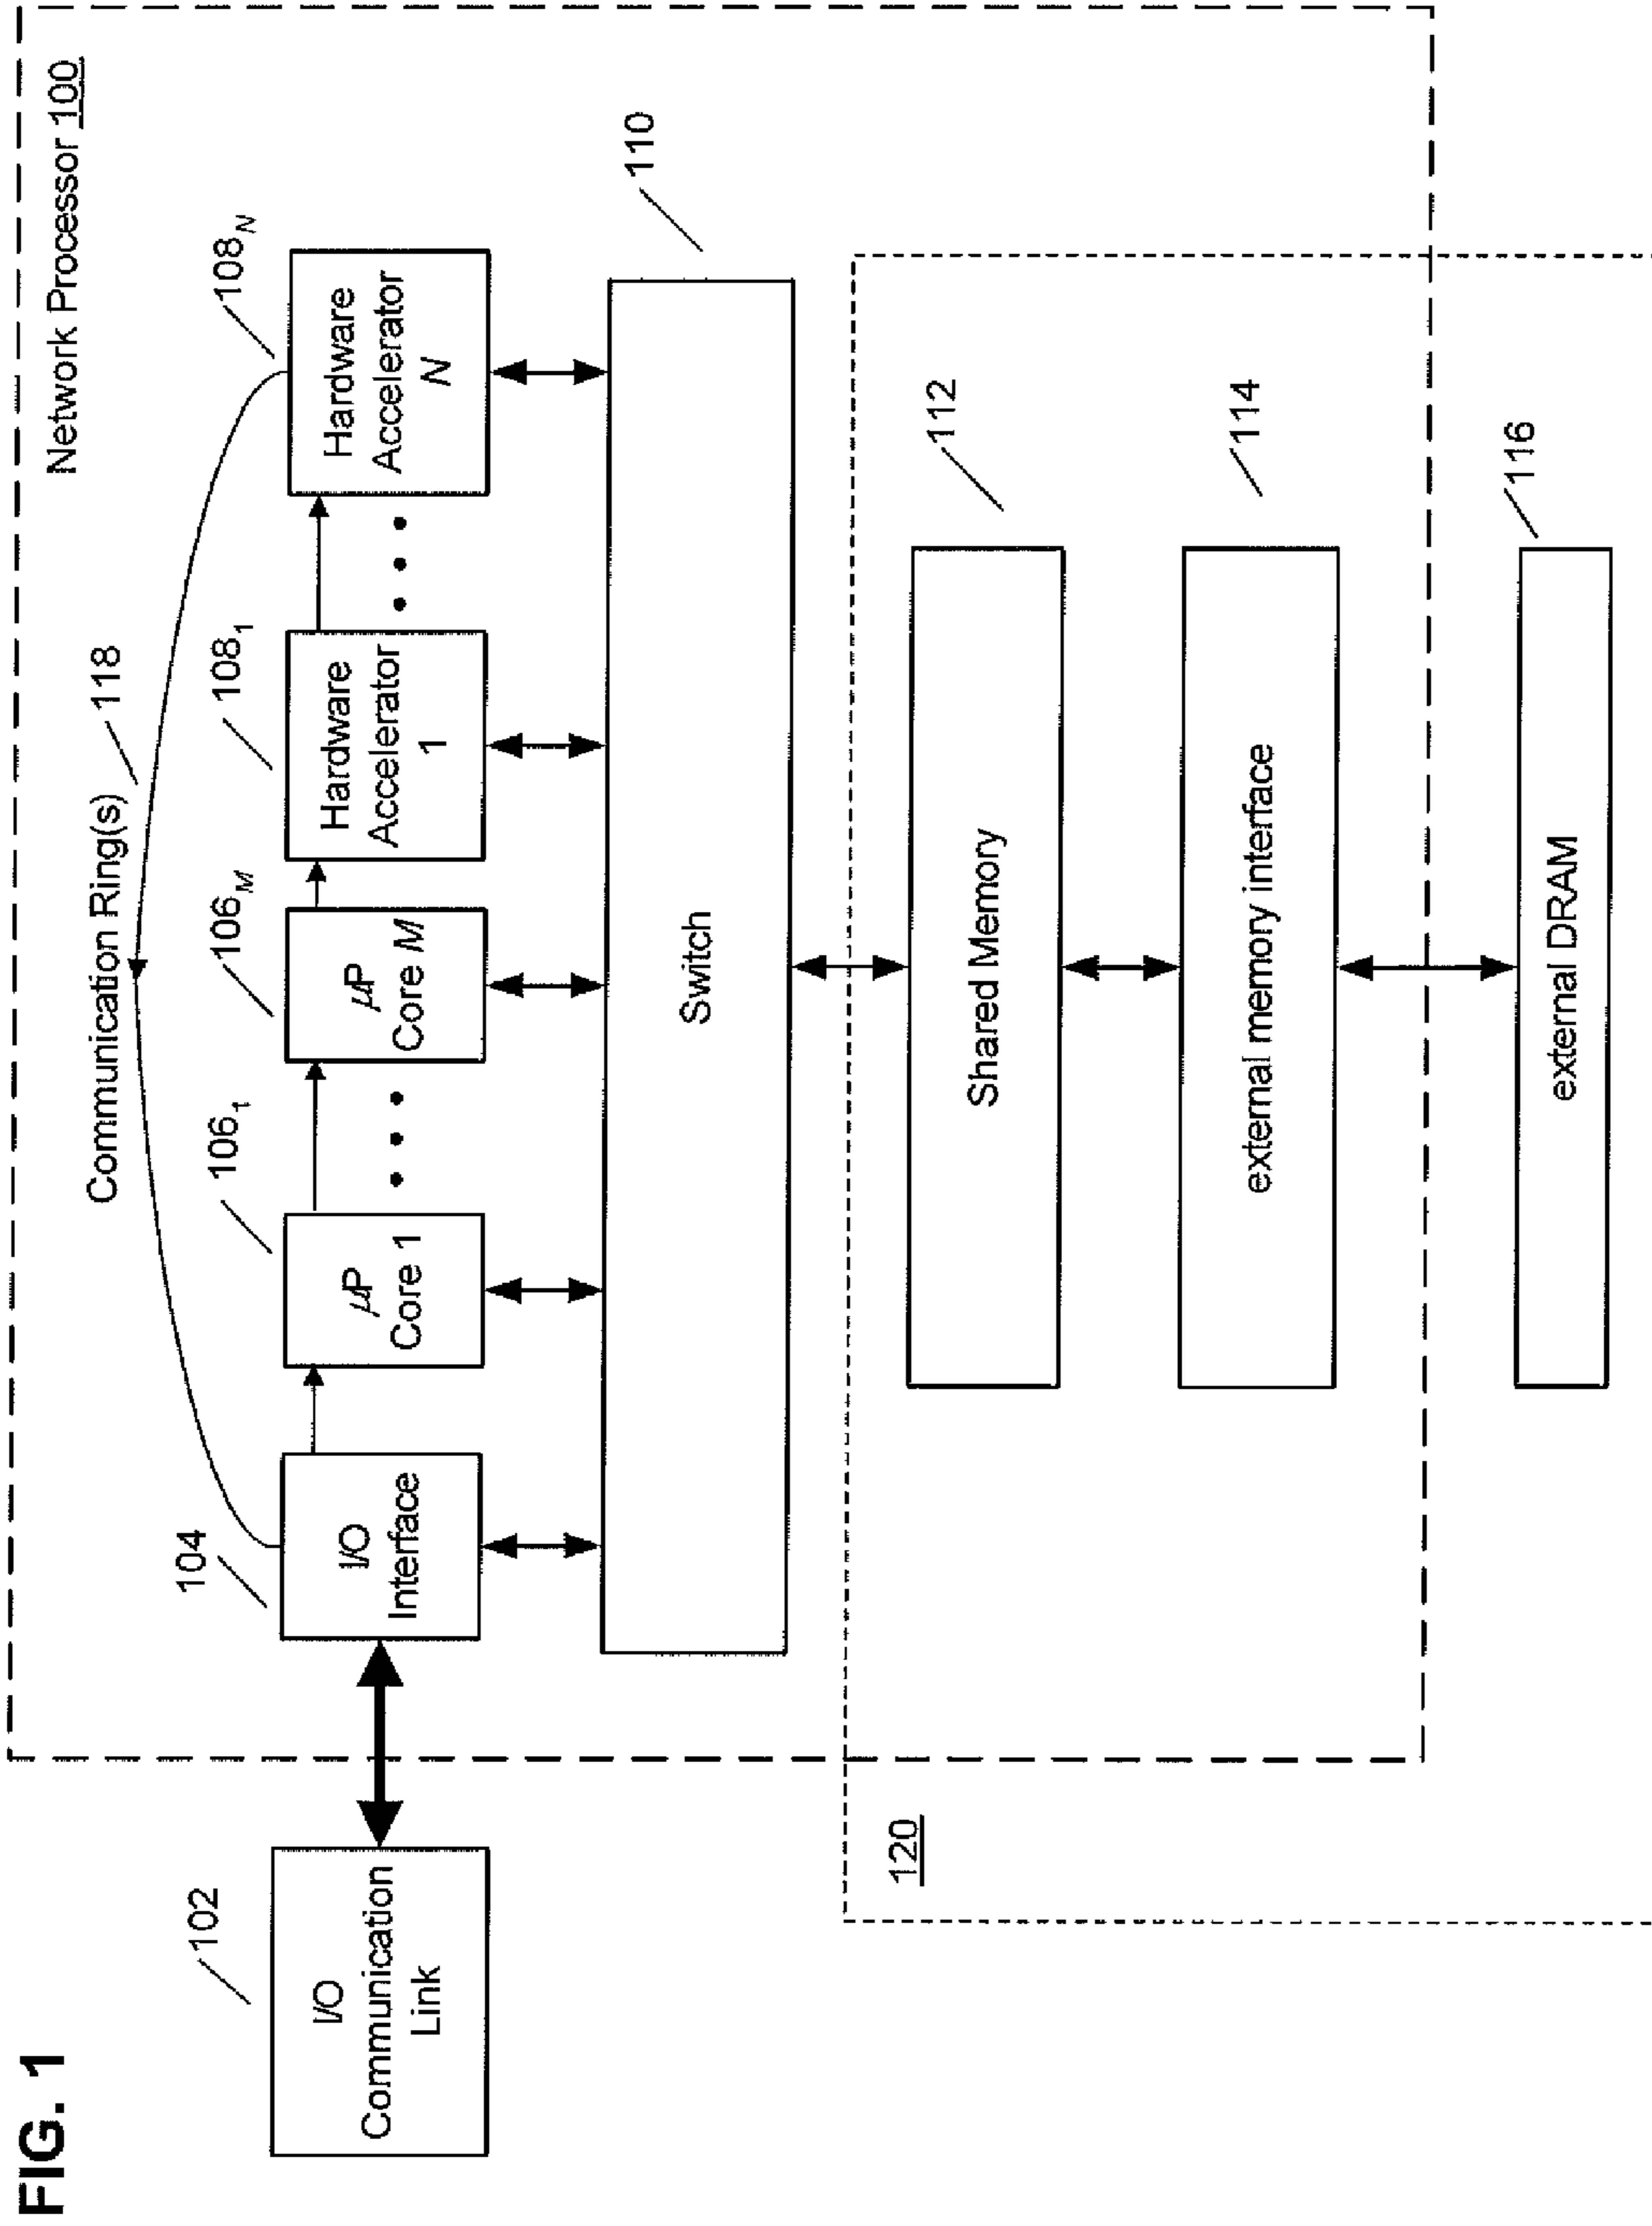 FIG. 1
Network Processor 100
Communication Ring(s)
118
102
104
106₁
106M
108₁
108N
I/O
Communication
Link
I/O
Interface
μP
Core 1
• • •
μP
Core M
Hardware
Accelerator
1
• • •
Hardware
Accelerator
N
110
Switch
120
112
Shared Memory
114
external memory interface
116
external DRAM